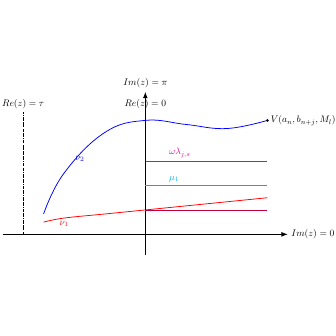 Im(z) = π
Re(z) = τ
Re(z) = 0
V(a_n, b_{n+j}, M_l)
ωλ_{j,s}
ν_2
μ_1
ν_1
Im(z) = 0